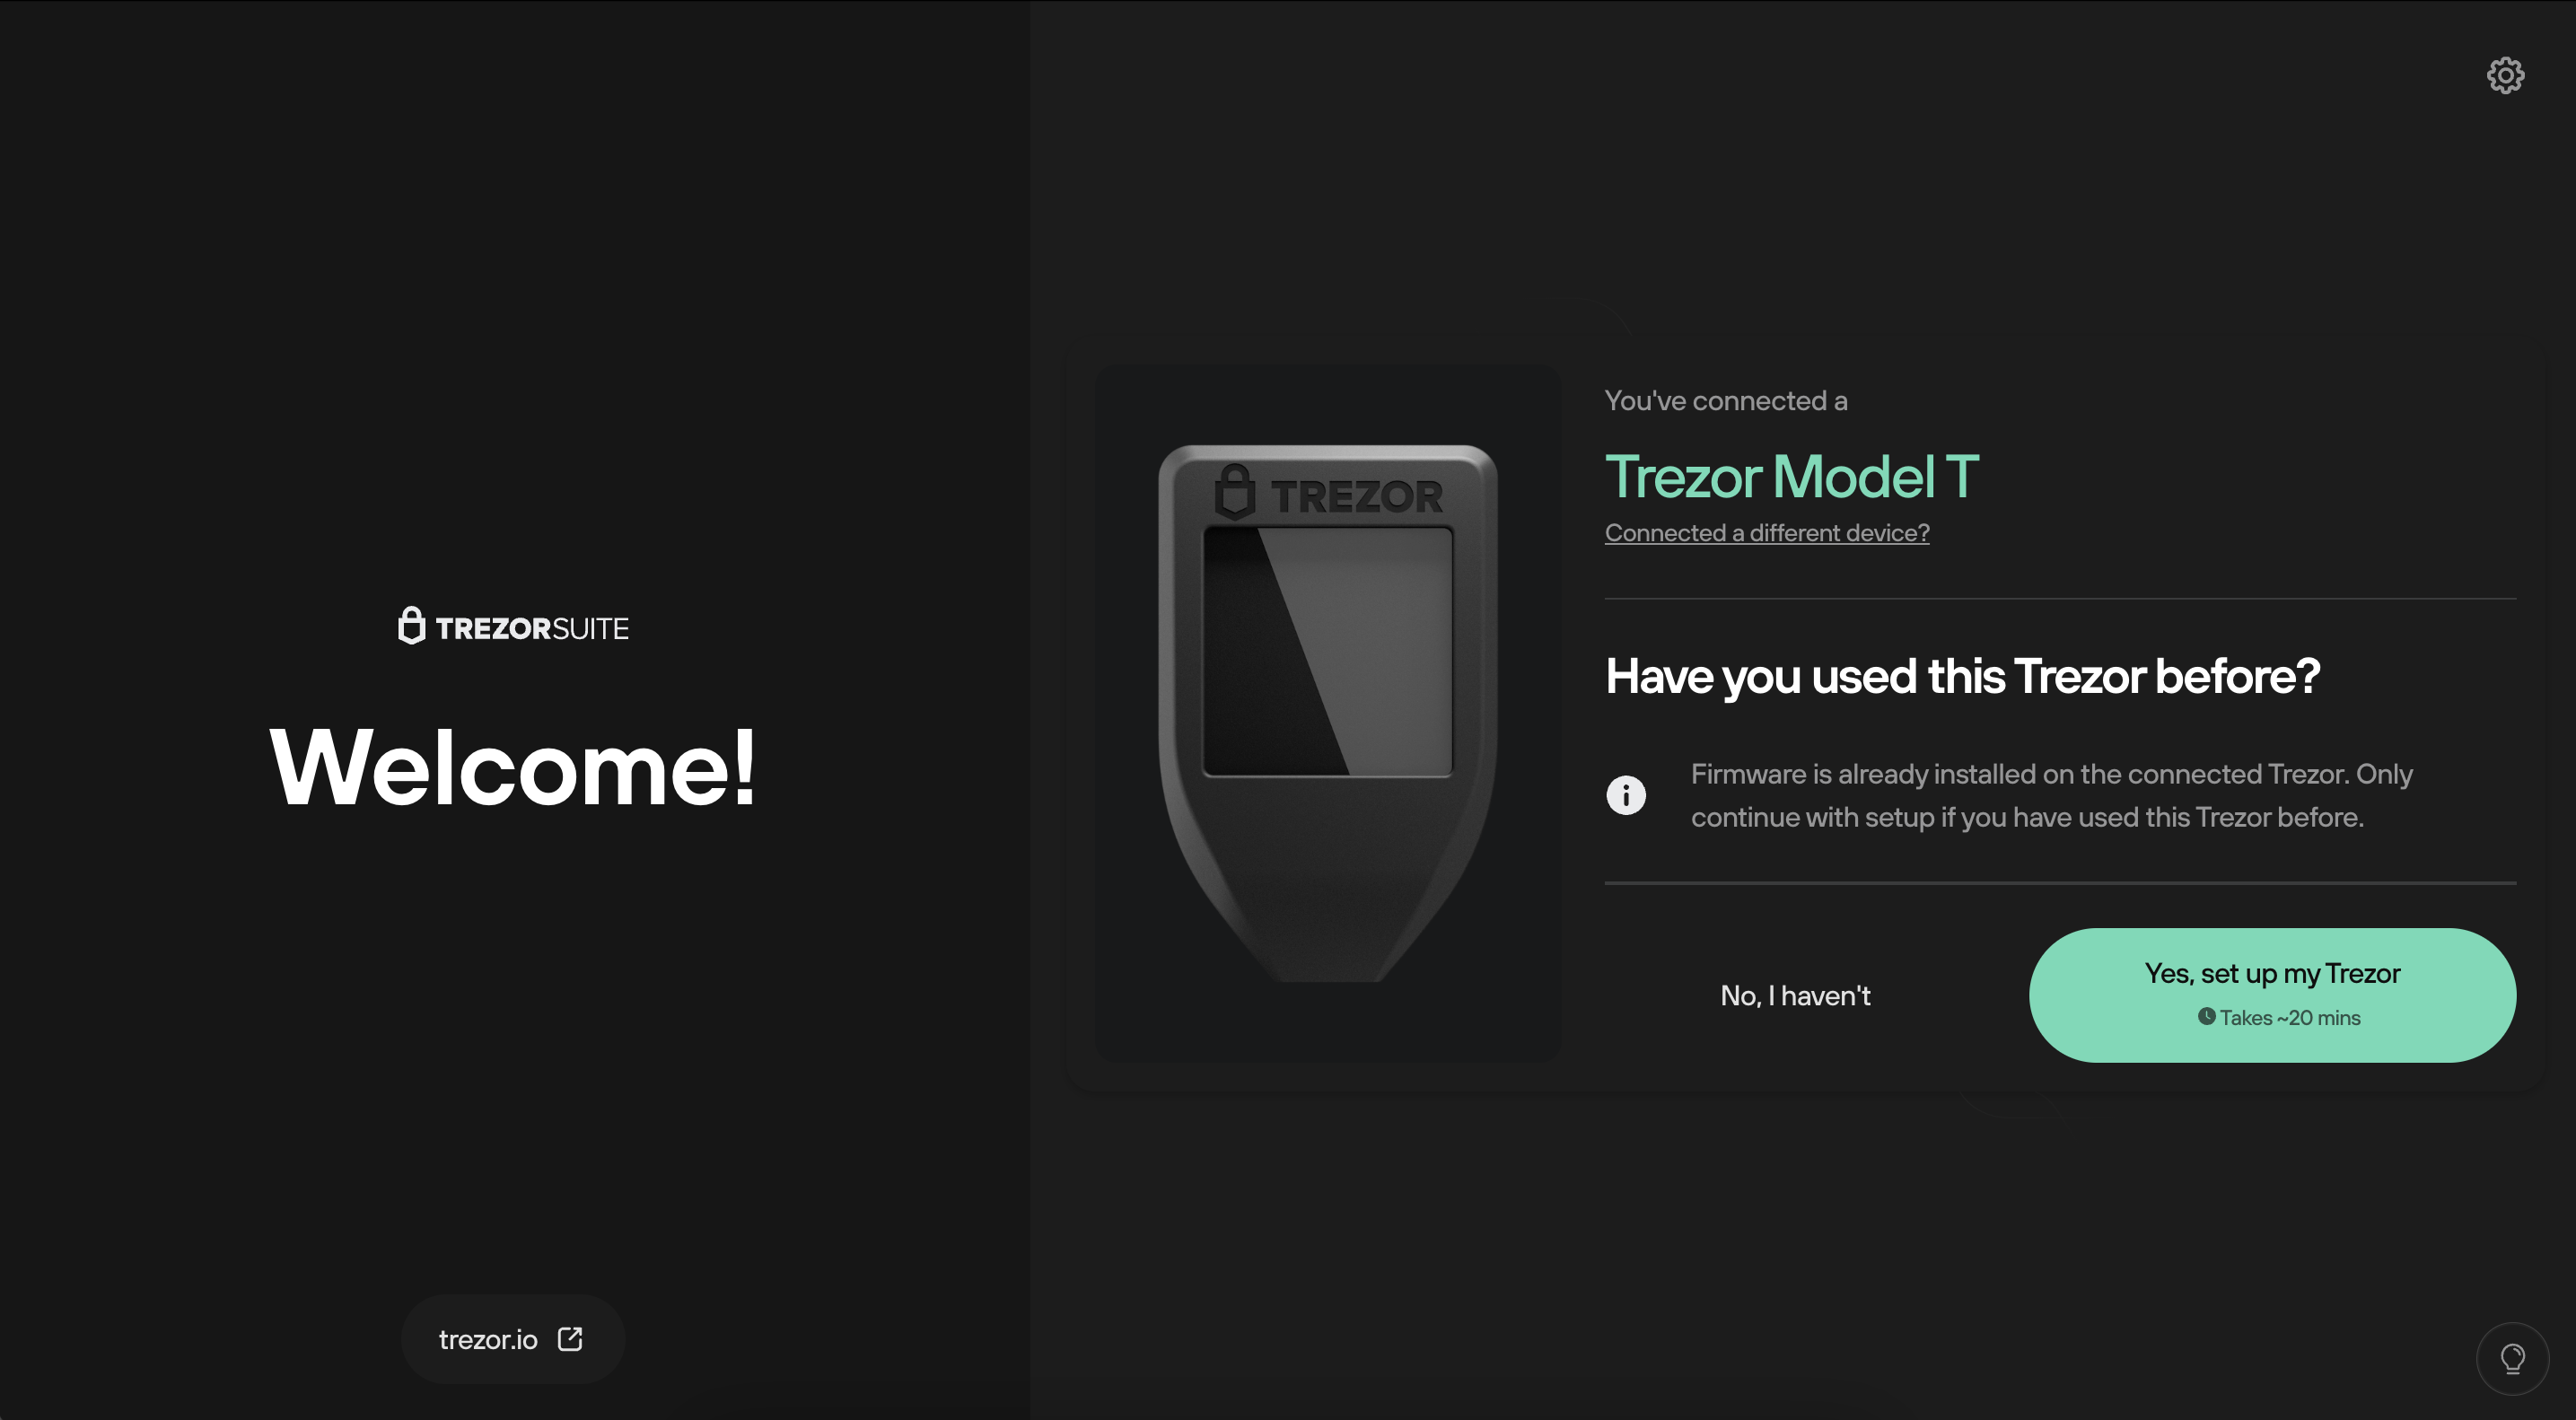 TREZORSUITE
Welcome!
trezor.io
TREZOR
You've connected a
Trezor Model T
Connected a different device?
Have you used this Trezor before?
Firmware is already installed on the connected Trezor. Only
continue with setup if you have used this Trezor before.
No, I haven't
Yes, set up my Trezor
Takes ~20 mins